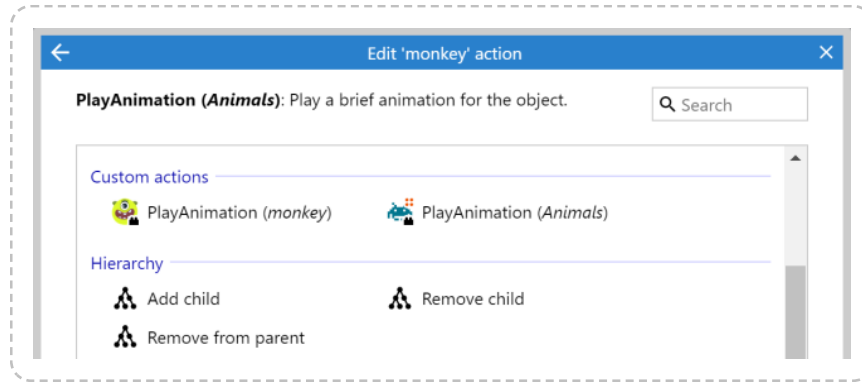 Edit 'monkey' action
PlayAnimation (Animals): Play a brief animation for the object.
Search
Custom actions
PlayAnimation (monkey)
PlayAnimation (Animals)
Hierarchy
Add child
Remove child
Remove from parent